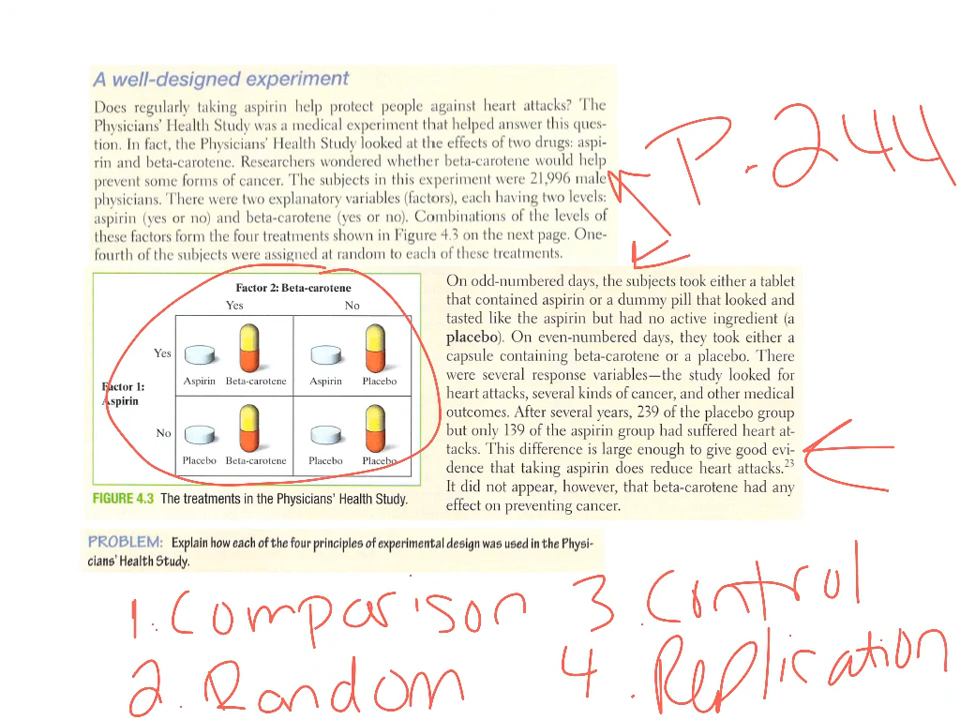 A well-designed experiment
Does regularly taking aspirin help protect people against heart attacks? The
Physicians' Health Study was a medical experiment that helped answer this ques-
tion. In fact, the Physicians' Health Study looked at the effects of two drugs: aspi-
rin and beta-carotene. Researchers wondered whether beta-carotene would help
prevent some forms of cancer. The subjects in this experiment were 21,996 male
physicians. There were two explanatory variables (factors), each having two levels:
aspirin (yes or no) and beta-carotene (yes or no). Combinations of the levels of
these factors form the four treatments shown in Figure 4.3 on the next page. One-
fourth of the subjects were assigned at random to each of these treatments.
P. 244
Factor 2: Beta-carotene
Yes No
Yes
Aspirin Beta-carotene Aspirin Placebo
Factor 1:
Aspirin
No
Placebo Beta-carotene Placebo Placebo
FIGURE 4.3 The treatments in the Physicians' Health Study.
On odd-numbered days, the subjects took either a tablet
that contained aspirin or a dummy pill that looked and
tasted like the aspirin but had no active ingredient (a
placebo). On even-numbered days, they took either a
capsule containing beta-carotene or a placebo. There
were several response variables—the study looked for
heart attacks, several kinds of cancer, and other medical
outcomes. After several years, 239 of the placebo group
but only 139 of the aspirin group had suffered heart at-
tacks. This difference is large enough to give good evi-
dence that taking aspirin does reduce heart attacks.23
It did not appear, however, that beta-carotene had any
effect on preventing cancer.
PROBLEM: Explain how each of the four principles of experimental design was used in the Physi-
cians' Health Study.
1. Comparison
2. Random
3. Control
4. Replication